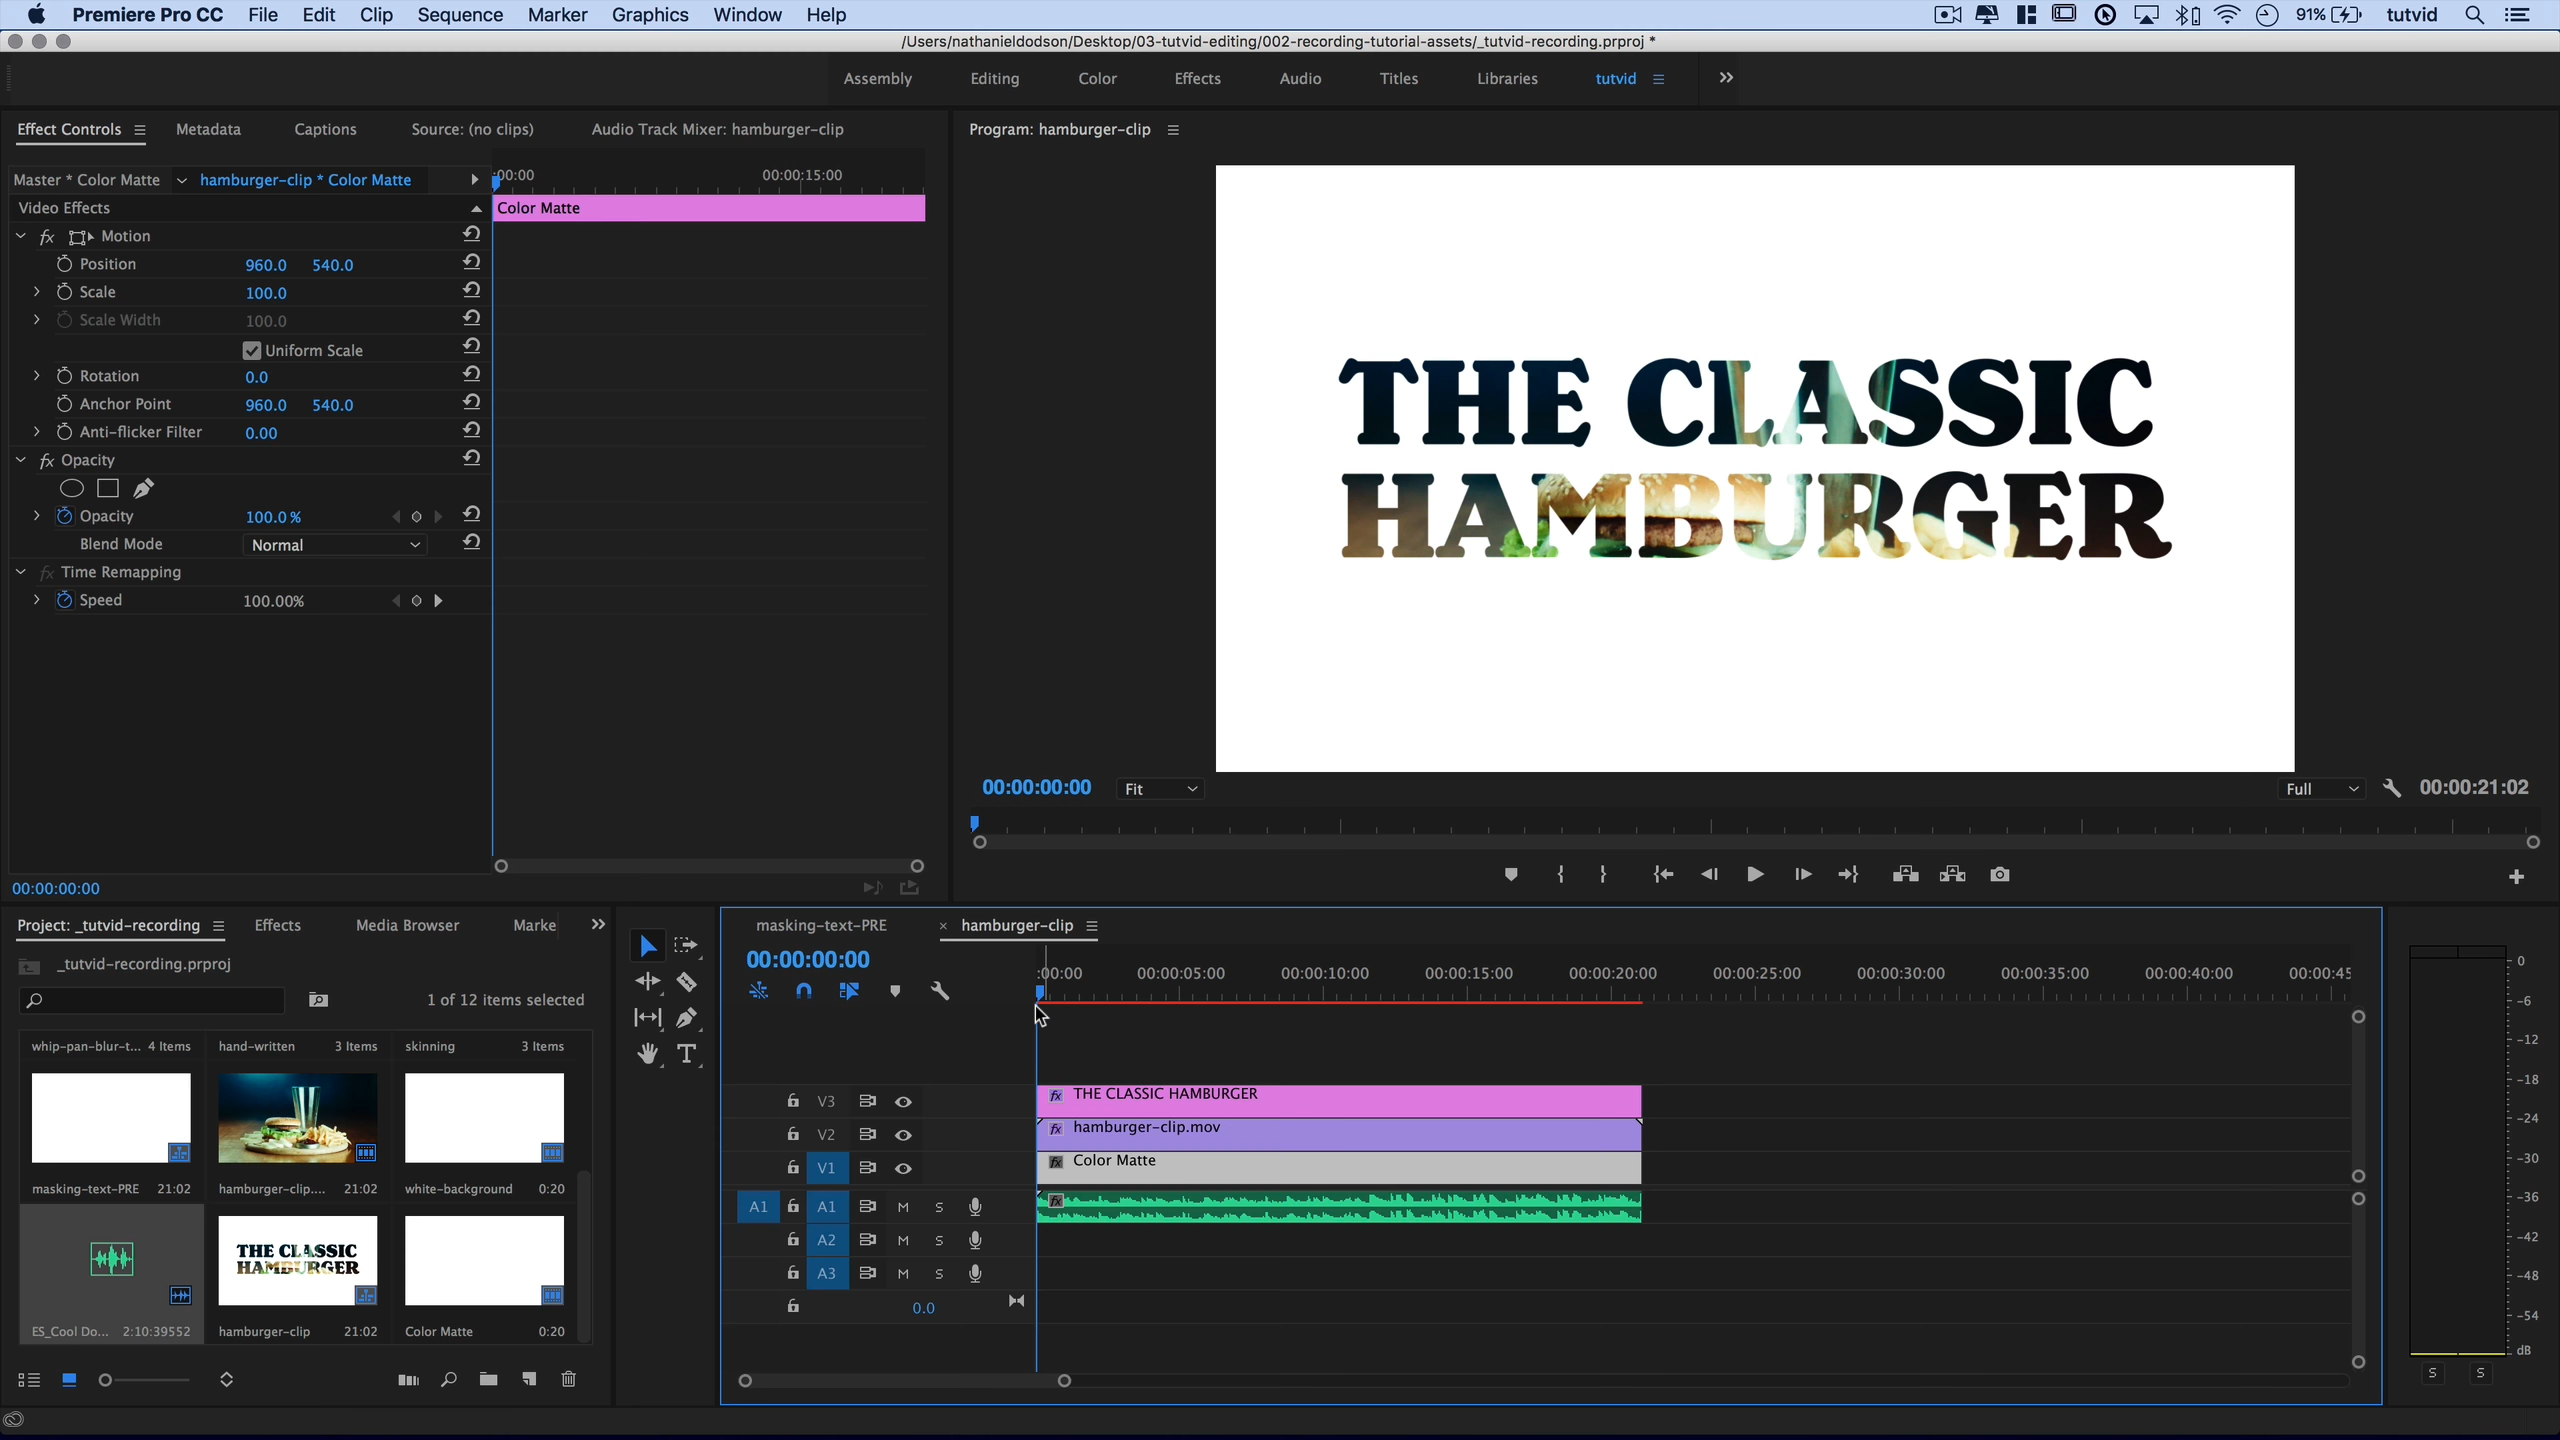 Premiere Pro CC File Edit Clip Sequence Marker Graphics Window Help 91% tutvid
/Users/nathanieldodson/Desktop/03-tutvid-editing/002-recording-tutorial-assets/_tutvid-recording.prproj *
Assembly Editing Color Effects Audio Titles Libraries tutvid
Effect Controls Metadata Captions Source: (no clips) Audio Track Mixer: hamburger-clip
Master * Color Matte hamburger-clip * Color Matte :00:00 00:00:15:00
Video Effects Color Matte
fx Motion
Position 960.0 540.0
Scale 100.0
Scale Width 100.0
Uniform Scale
Rotation 0.0
Anchor Point 960.0 540.0
Anti-flicker Filter 0.00
fx Opacity
Opacity 100.0 %
Blend Mode Normal
fx Time Remapping
Speed 100.00%
00:00:00:00
Program: hamburger-clip
THE CLASSIC
HAMBURGER
00:00:00:00 Fit Full 00:00:21:02
Project: _tutvid-recording Effects Media Browser Marke
_tutvid-recording.prproj
1 of 12 items selected
whip-pan-blur-t... 4 Items hand-written 3 Items skinning 3 Items
masking-text-PRE 21:02 hamburger-clip.... 21:02 white-background 0:20
THE CLASSIC
HAMBURGER
ES_Cool Do... 2:10:39552 hamburger-clip 21:02 Color Matte 0:20
T
masking-text-PRE × hamburger-clip
00:00:00:00
:00:00 00:00:05:00 00:00:10:00 00:00:15:00 00:00:20:00 00:00:25:00 00:00:30:00 00:00:35:00 00:00:40:00 00:00:45
V3 fx THE CLASSIC HAMBURGER
V2 fx hamburger-clip.mov
V1 fx Color Matte
A1 A1 M S fx
A2 M S
A3 M S
0.0
0
-6
-12
-18
-24
-30
-36
-42
-48
-54
dB
S S